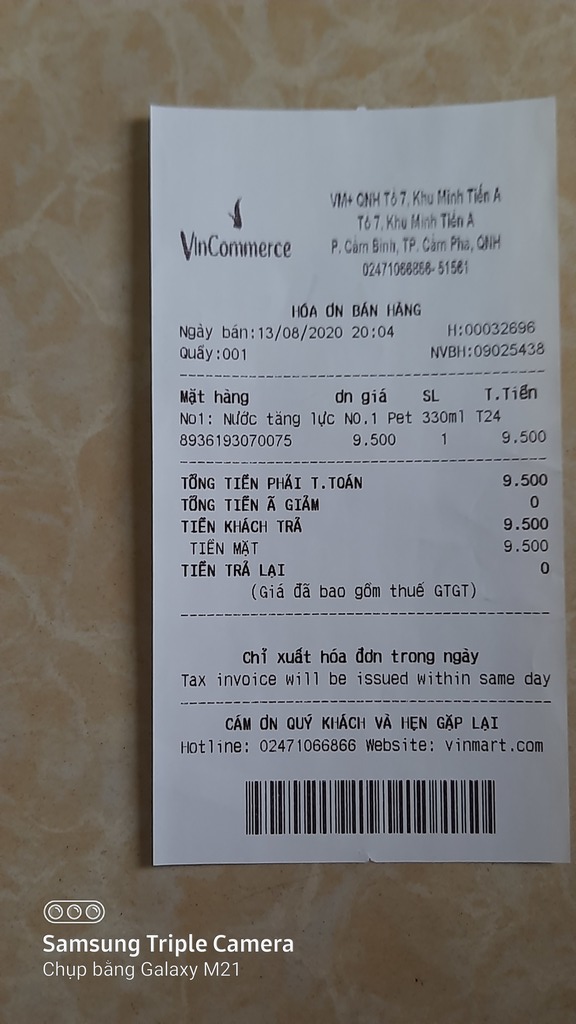 VinCommerce
VM+ QNH Tổ 7, Khu Minh Tiến A
Tổ 7, Khu Minh Tiến A
P. Cẩm Bình, TP. Cẩm Phả, QNH
02471066866- 51561
HÓA ƠN BÁN HÀNG
Ngày bán:13/08/2020 20:04 H:00032696
Quầy:001 NVBH:09025438
Mặt hàng ơn giá SL T.Tiền
No1: Nước tăng lực NO.1 Pet 330ml T24
8936193070075 9.500 1 9.500
TỔNG TIỀN PHẢI T.TOÁN 9.500
TỔNG TIỀN Ã GIẢM 0
TIỀN KHÁCH TRẢ 9.500
TIỀN MẶT 9.500
TIỀN TRẢ LẠI 0
(Giá đã bao gồm thuế GTGT)
Chỉ xuất hóa đơn trong ngày
Tax invoice will be issued within same day
CẢM ƠN QUÝ KHÁCH VÀ HẸN GẶP LẠI
Hotline: 02471066866 Website: vinmart.com
Samsung Triple Camera
Chụp bằng Galaxy M21